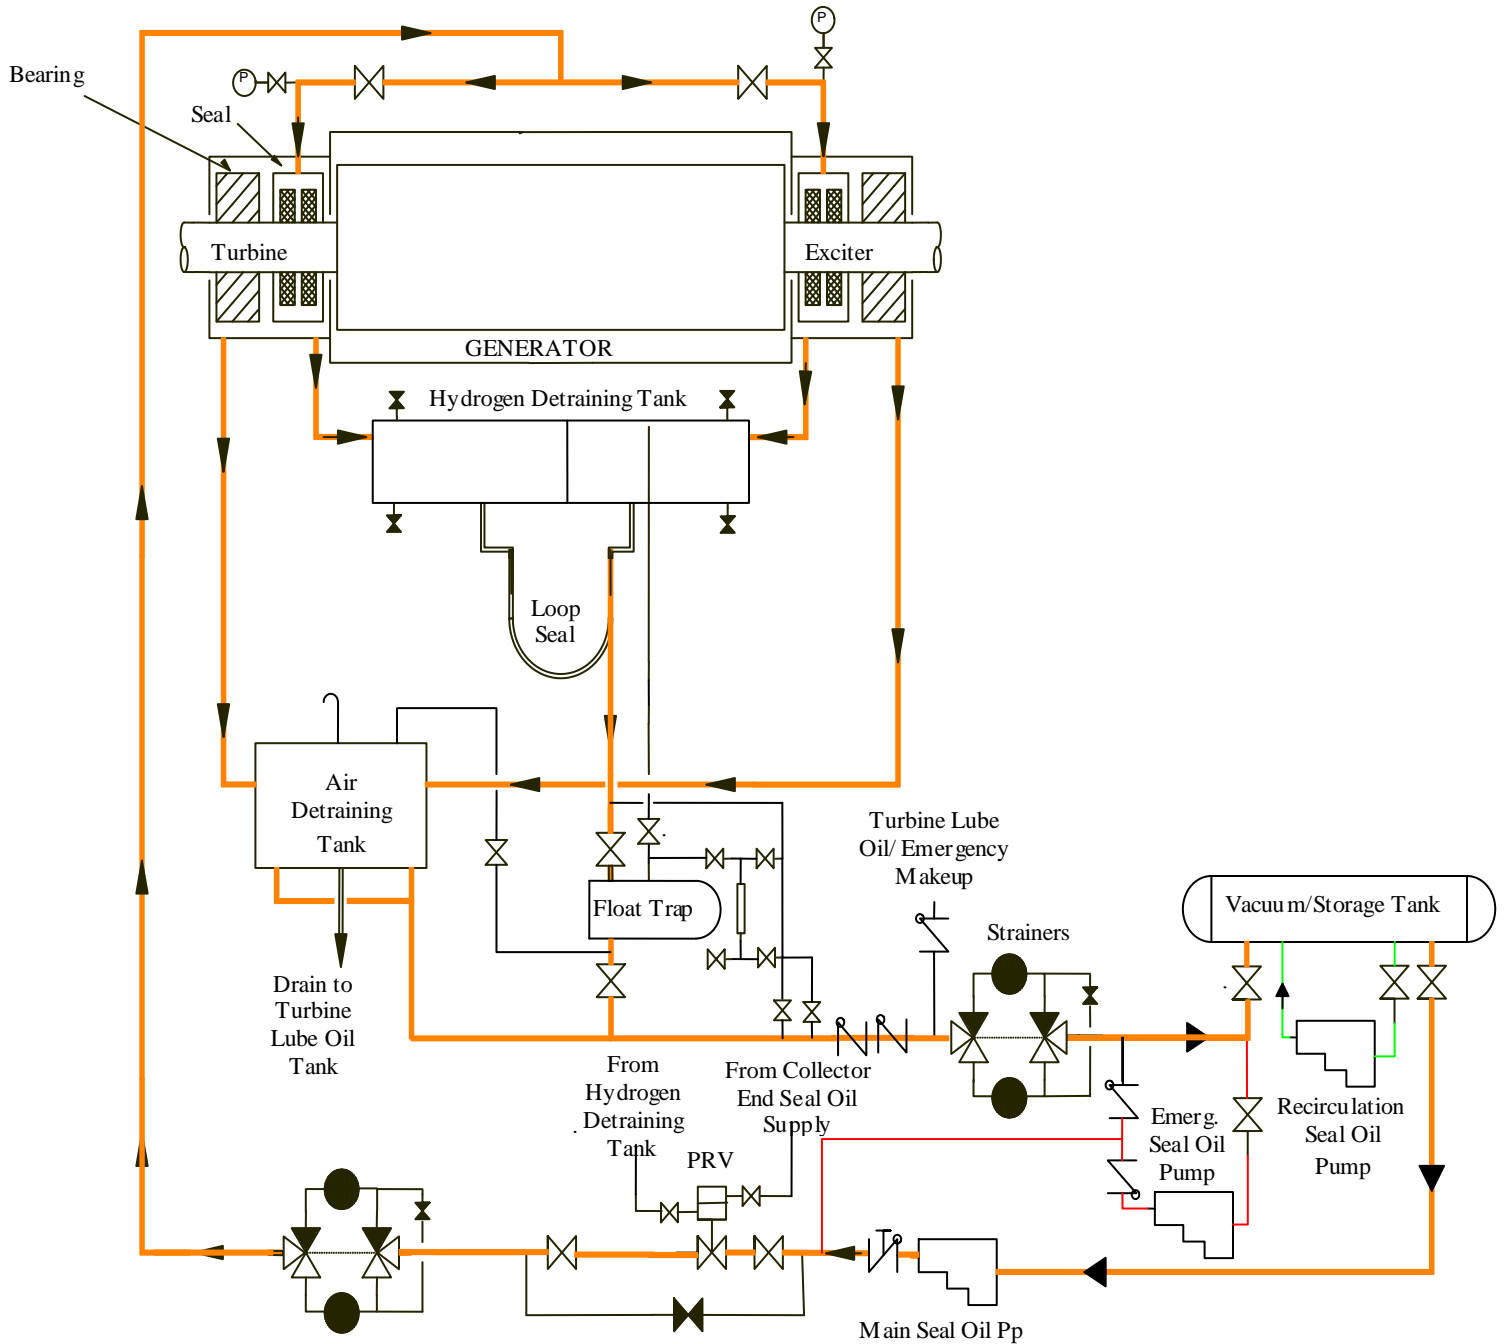 P
P
Bearing
Seal
Turbine
Exciter
GENERATOR
Hydrogen Detraining Tank
Loop
Seal
Air
Detraining
Tank
Turbine Lube
Oil/ Emergency
Makeup
Float Trap
Strainers
Vacuum/Storage Tank
Drain to
Turbine
Lube Oil
Tank
From
Hydrogen
Detraining
Tank
From Collector
End Seal Oil
Supply
PRV
Emerg.
Seal Oil
Pump
Recirculation
Seal Oil
Pump
Main Seal Oil Pp